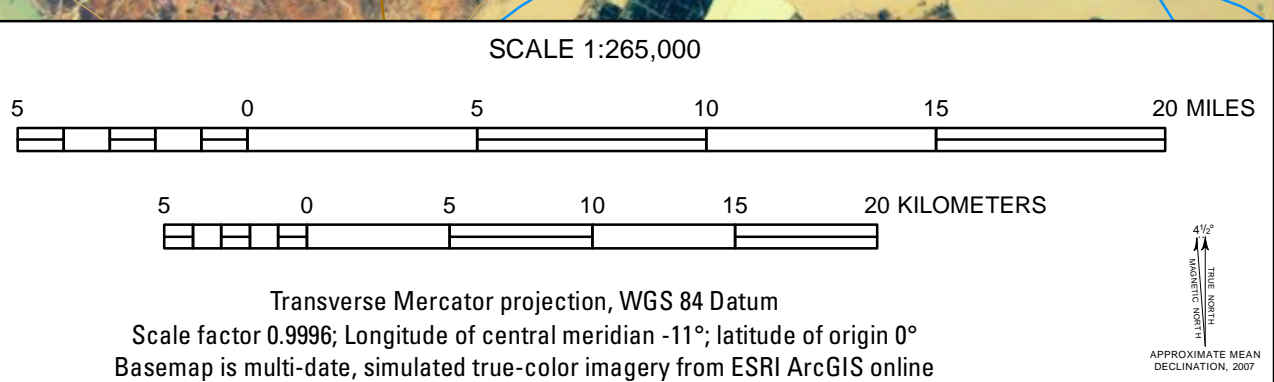 SCALE 1:265,000
5 0 5 10 15 20 MILES
5 0 5 10 15 20 KILOMETERS
Transverse Mercator projection, WGS 84 Datum
Scale factor 0.9996; Longitude of central meridian -11°; latitude of origin 0°
Basemap is multi-date, simulated true-color imagery from ESRI ArcGIS online
4½°
MAGNETIC NORTH
TRUE NORTH
APPROXIMATE MEAN
DECLINATION, 2007